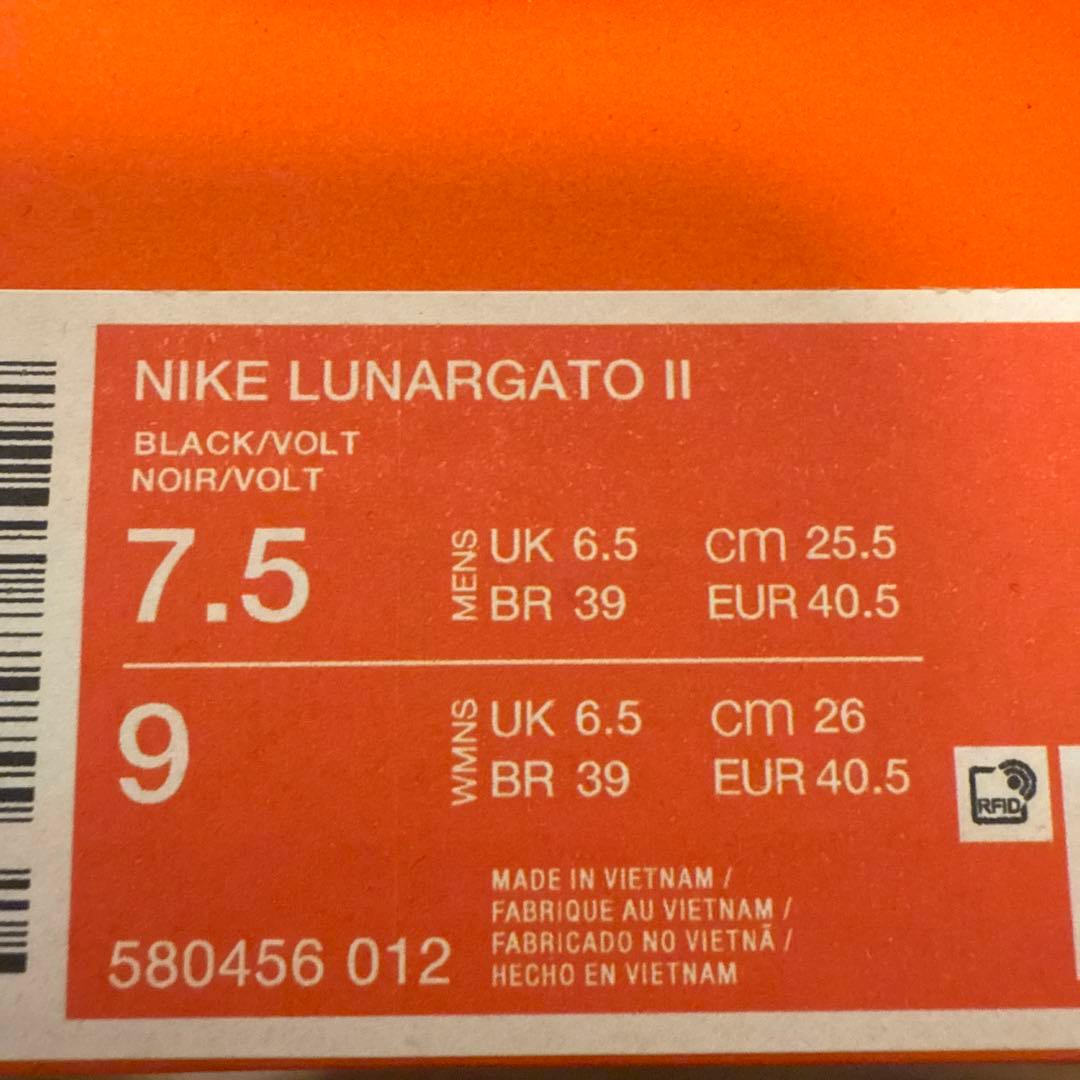 NIKE LUNARGATO II
BLACK/VOLT
NOIR/VOLT
7.5 MENS UK 6.5 cm 25.5
BR 39 EUR 40.5
9 WMNS UK 6.5 cm 26
BR 39 EUR 40.5
RFID
MADE IN VIETNAM /
FABRIQUE AU VIETNAM /
FABRICADO NO VIETNÃ /
HECHO EN VIETNAM
580456 012